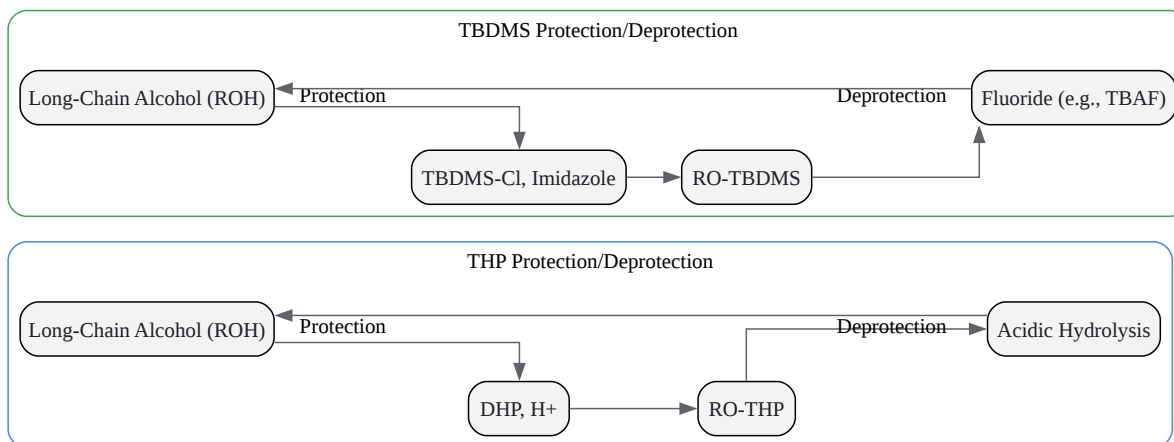 TBDMS Protection/Deprotection
Long-Chain Alcohol (ROH)
Protection
Deprotection
Fluoride (e.g., TBAF)
TBDMS-Cl, Imidazole
RO-TBDMS
THP Protection/Deprotection
Long-Chain Alcohol (ROH)
Protection
Deprotection
Acidic Hydrolysis
DHP, H+
RO-THP